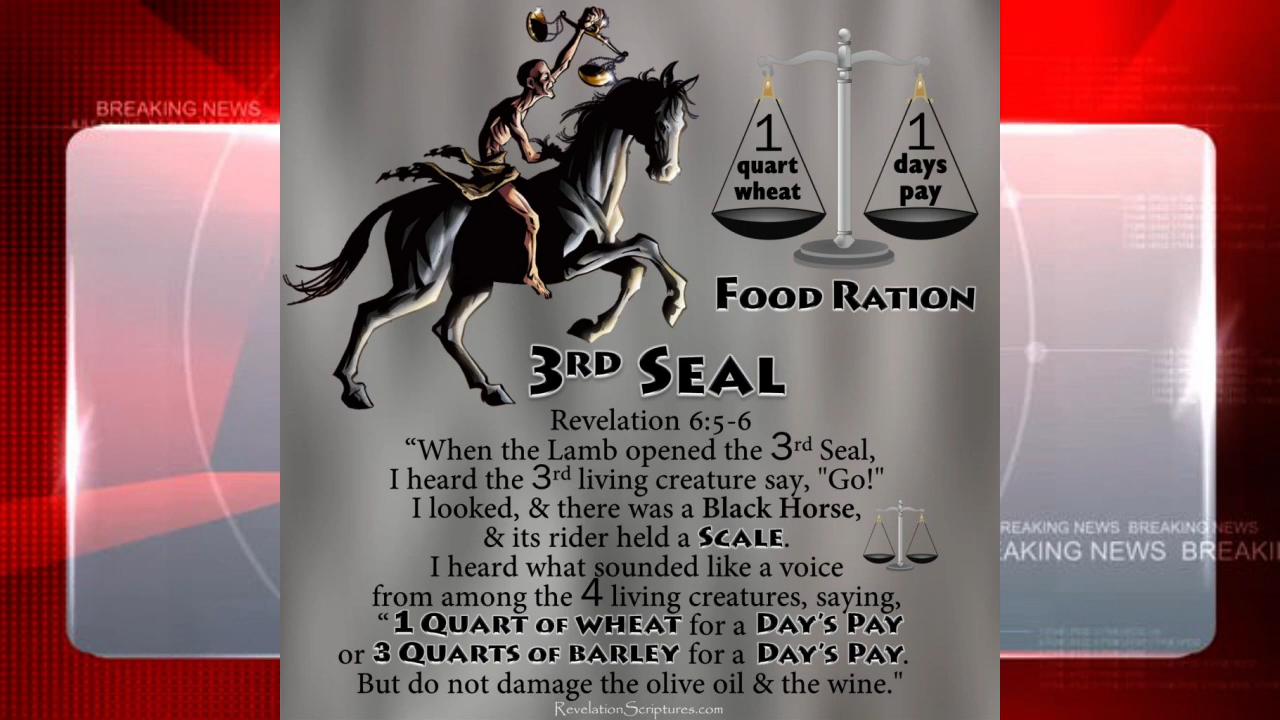 BREAKING NEWS
1
quart
wheat
1
days
pay
FOOD RATION
3RD SEAL
Revelation 6:5-6
“When the Lamb opened the 3rd Seal,
I heard the 3rd living creature say, "Go!"
I looked, & there was a Black Horse,
& its rider held a SCALE.
I heard what sounded like a voice
from among the 4 living creatures, saying,
“1 QUART OF WHEAT for a DAY’S PAY
or 3 QUARTS OF BARLEY for a DAY’S PAY.
But do not damage the olive oil & the wine."
RevelationScriptures.com
REAKING NEWS BREAKING NEWS
AKING NEWS BREAKI